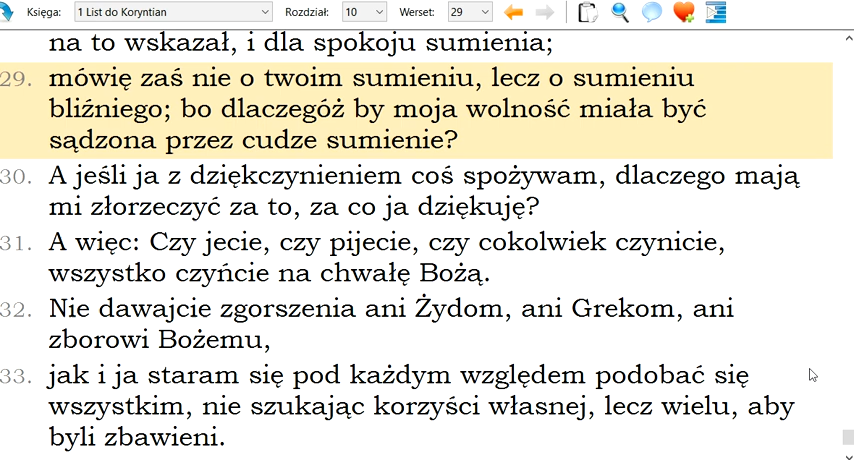 Księga: 1 List do Koryntian Rozdział: 10 Werset: 29
na to wskazał, i dla spokoju sumienia;
29. mówię zaś nie o twoim sumieniu, lecz o sumieniu
bliźniego; bo dlaczegóż by moja wolność miała być
sądzona przez cudze sumienie?
30. A jeśli ja z dziękczynieniem coś spożywam, dlaczego mają
mi złorzeczyć za to, za co ja dziękuję?
31. A więc: Czy jecie, czy pijecie, czy cokolwiek czynicie,
wszystko czyńcie na chwałę Bożą.
32. Nie dawajcie zgorszenia ani Żydom, ani Grekom, ani
zborowi Bożemu,
33. jak i ja staram się pod każdym względem podobać się
wszystkim, nie szukając korzyści własnej, lecz wielu, aby
byli zbawieni.